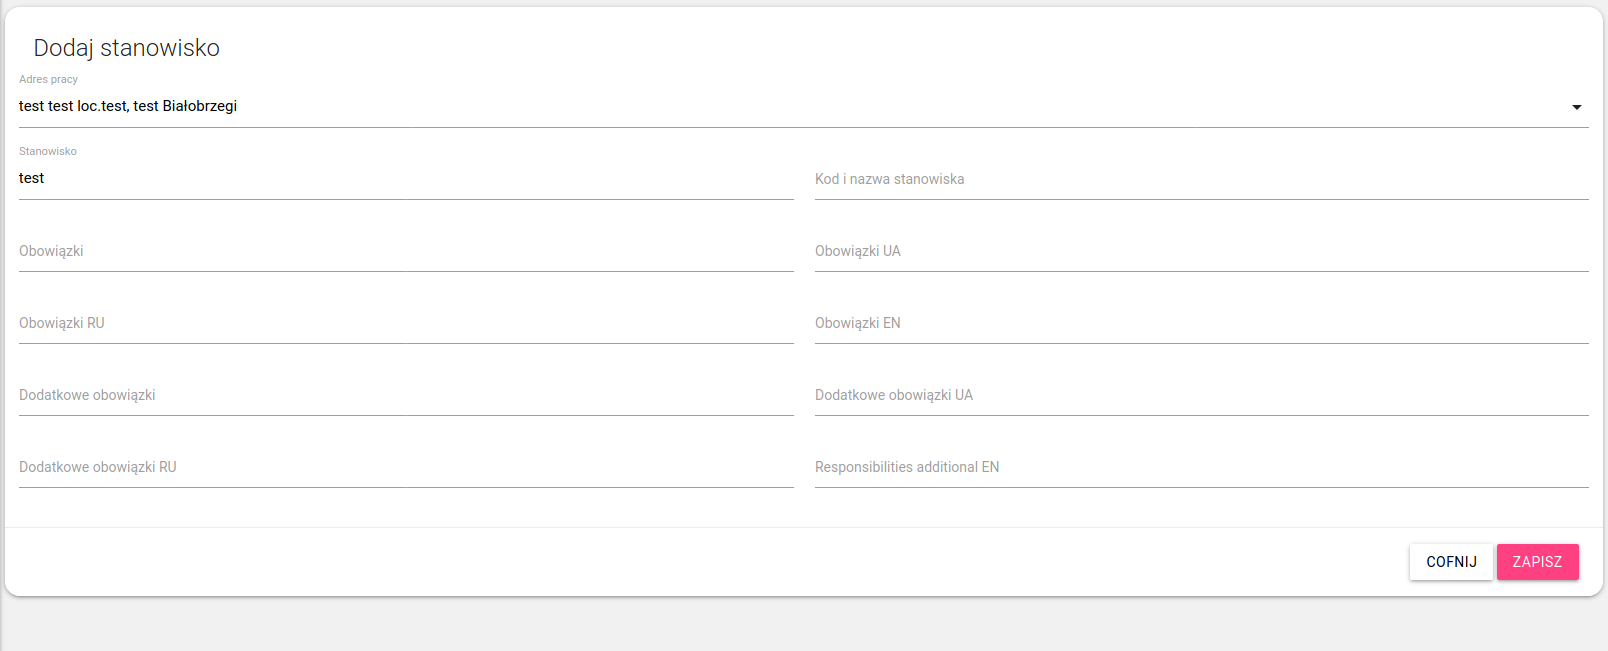 Dodaj stanowisko
Adres pracy
test test loc.test, test Białobrzegi
Stanowisko
test
Kod i nazwa stanowiska
Obowiązki
Obowiązki UA
Obowiązki RU
Obowiązki EN
Dodatkowe obowiązki
Dodatkowe obowiązki UA
Dodatkowe obowiązki RU
Responsibilities additional EN
COFNIJ
ZAPISZ